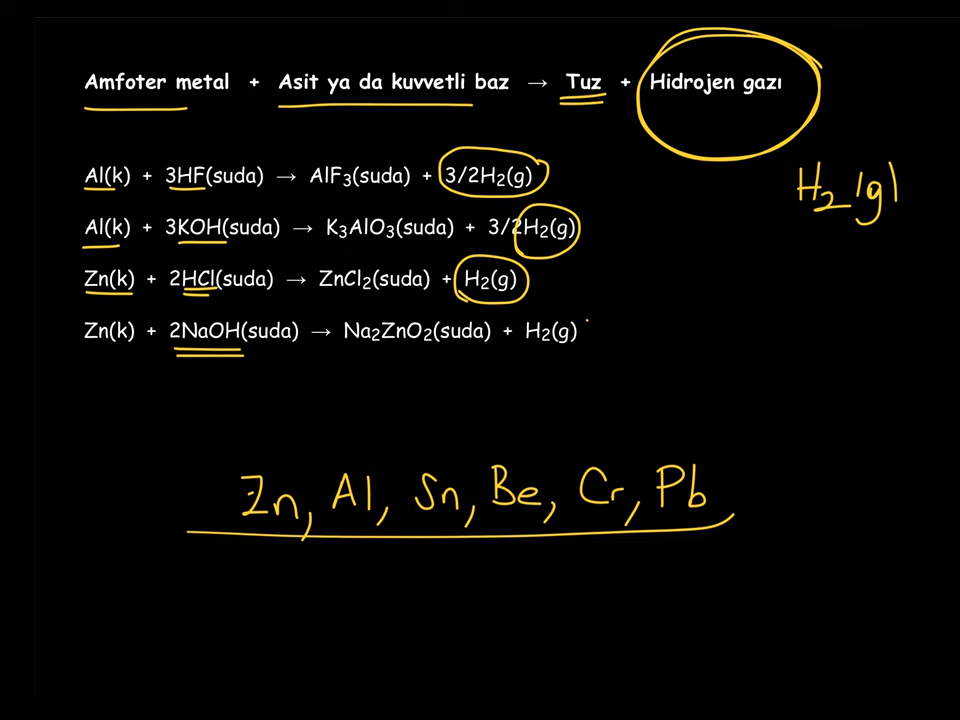 Amfoter metal + Asit ya da kuvvetli baz → Tuz + Hidrojen gazı
Al(k) + 3HF(suda) → AlF₃(suda) + 3/2H₂(g)
H₂(g)
Al(k) + 3KOH(suda) → K₃AlO₃(suda) + 3/2H₂(g)
Zn(k) + 2HCl(suda) → ZnCl₂(suda) + H₂(g)
Zn(k) + 2NaOH(suda) → Na₂ZnO₂(suda) + H₂(g)
Zn, Al, Sn, Be, Cr, Pb